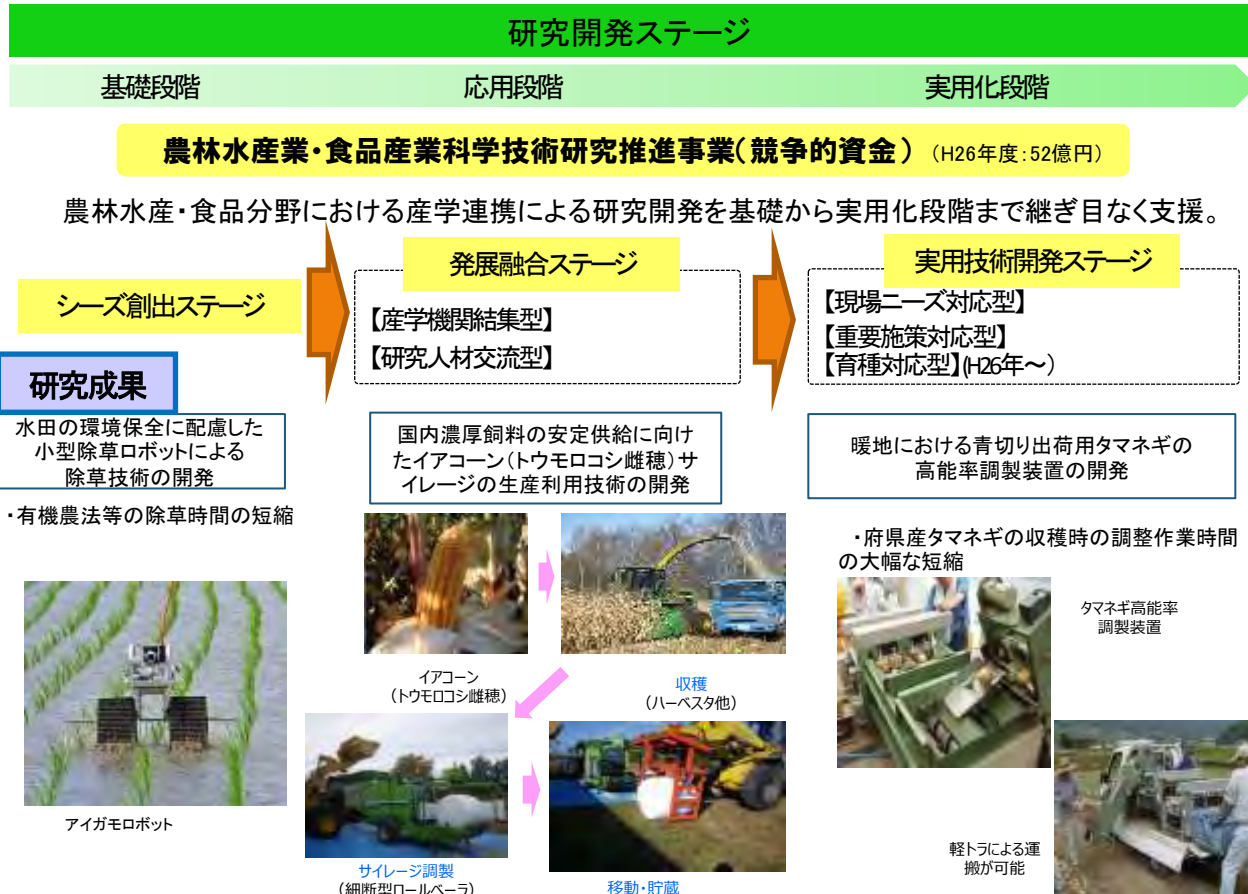 研究開発ステージ
基礎段階
応用段階
実用化段階
農林水産業・食品産業科学技術研究推進事業(競争的資金) (H26年度:52億円)
農林水産・食品分野における産学連携による研究開発を基礎から実用化段階まで継ぎ目なく支援。
シーズ創出ステージ
発展融合ステージ
【産学機関結集型】
【研究人材交流型】
実用技術開発ステージ
【現場ニーズ対応型】
【重要施策対応型】
【育種対応型】(H26年～)
研究成果
水田の環境保全に配慮した
小型除草ロボットによる
除草技術の開発
・有機農法等の除草時間の短縮
アイガモロボット
国内濃厚飼料の安定供給に向け
たイアコーン(トウモロコシ雌穂)サ
イレージの生産利用技術の開発
イアコーン
(トウモロコシ雌穂)
収穫
(ハーベスタ他)
サイレージ調製
(細断型ロールベーラ)
移動・貯蔵
暖地における青切り出荷用タマネギの
高能率調製装置の開発
・府県産タマネギの収穫時の調整作業時間
の大幅な短縮
タマネギ高能率
調製装置
軽トラによる運
搬が可能